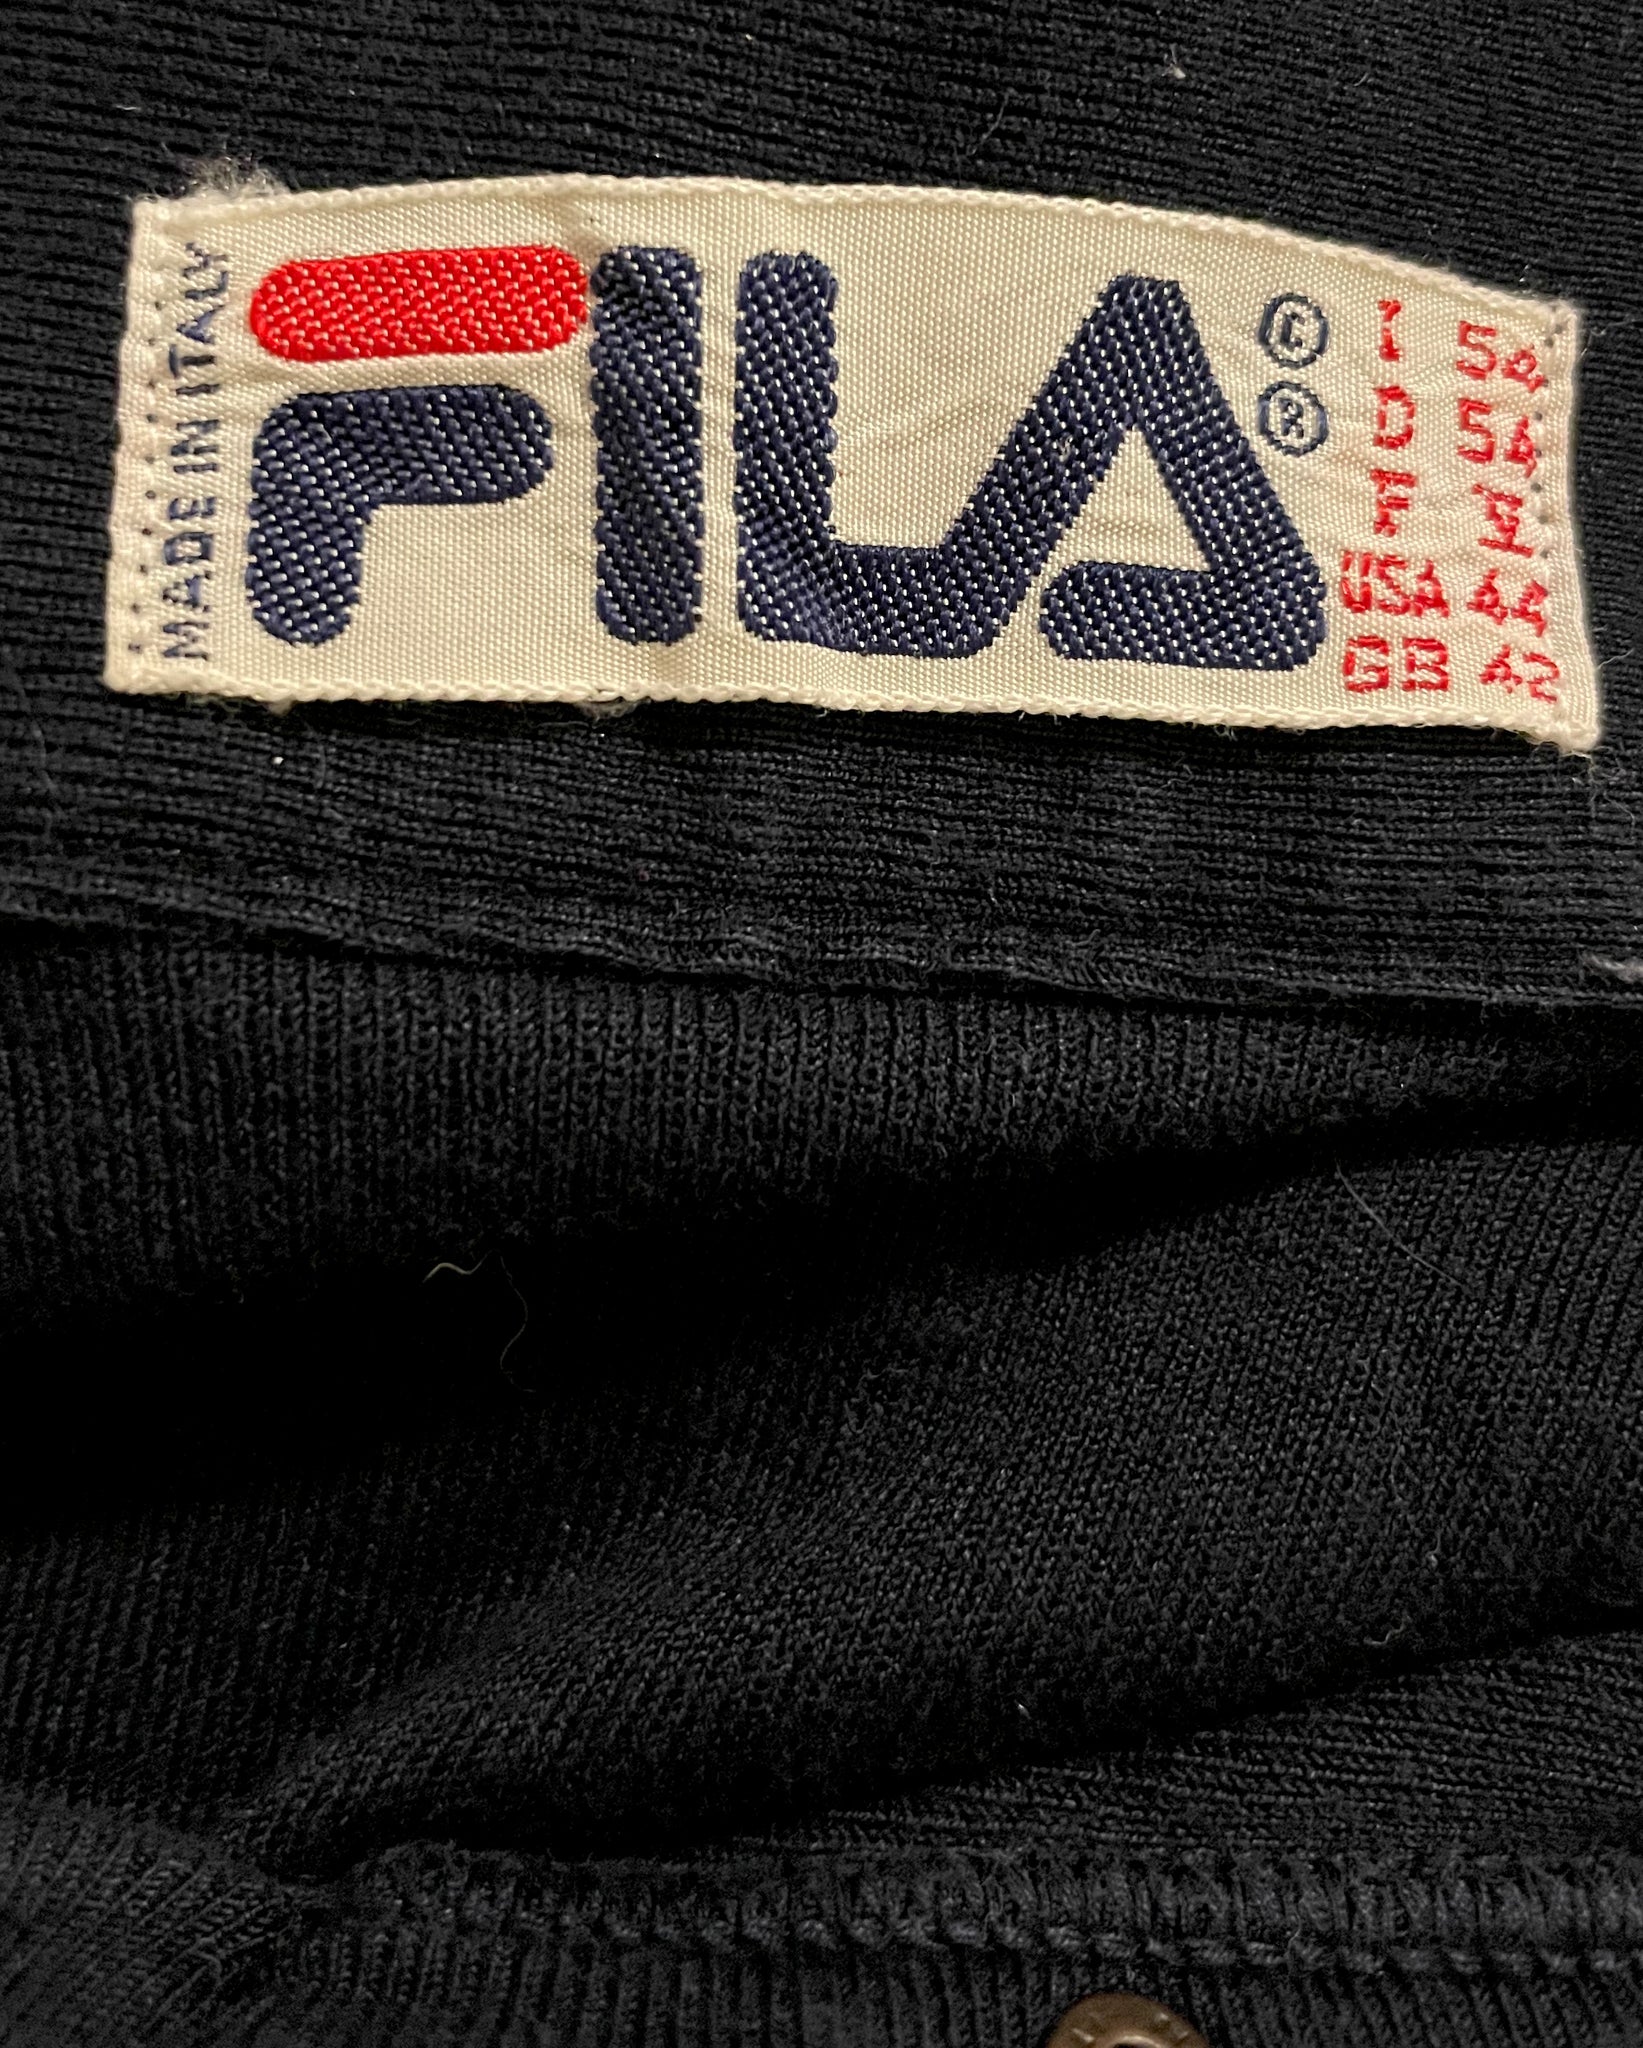 MADE IN ITALY
FILA
© ®
I 54
D 54
F
USA 44
GB 42